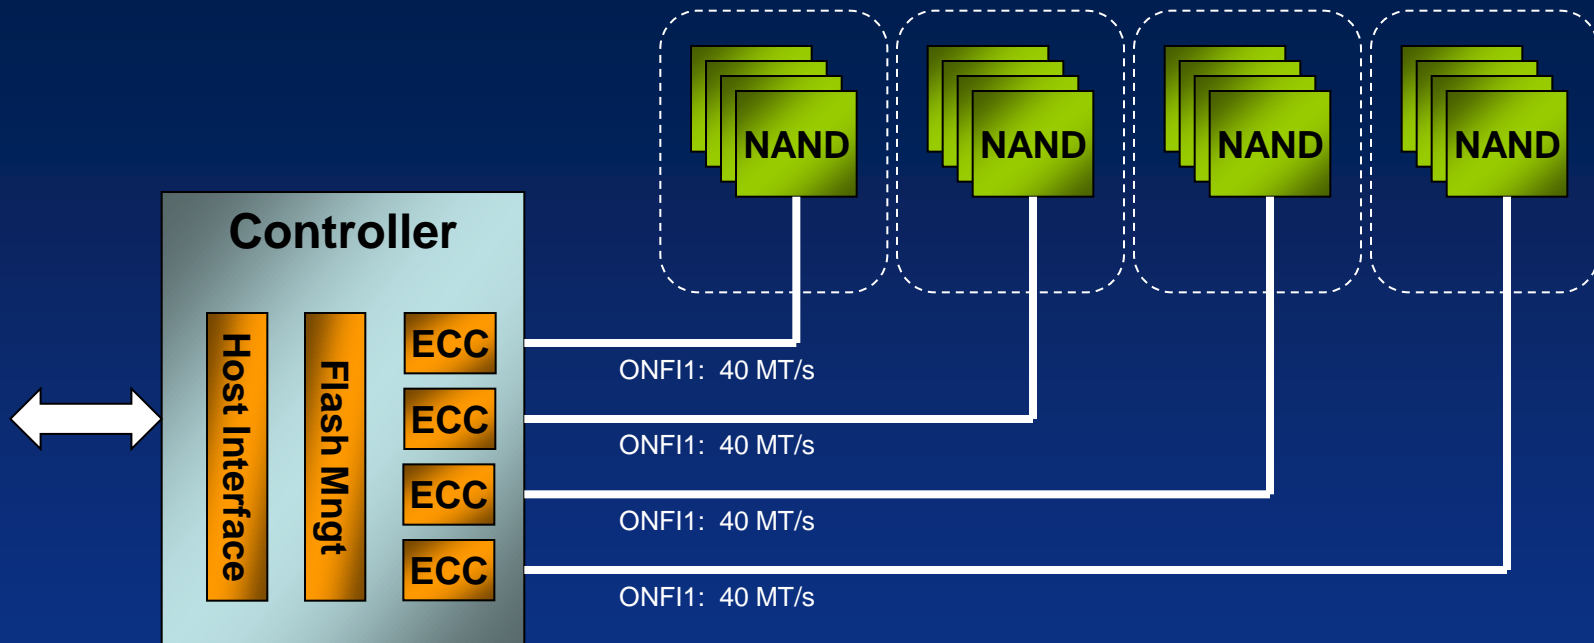 NAND NAND NAND NAND
Controller
Host Interface
Flash Mngt
ECC
ONFI1: 40 MT/s
ECC
ONFI1: 40 MT/s
ECC
ONFI1: 40 MT/s
ECC
ONFI1: 40 MT/s